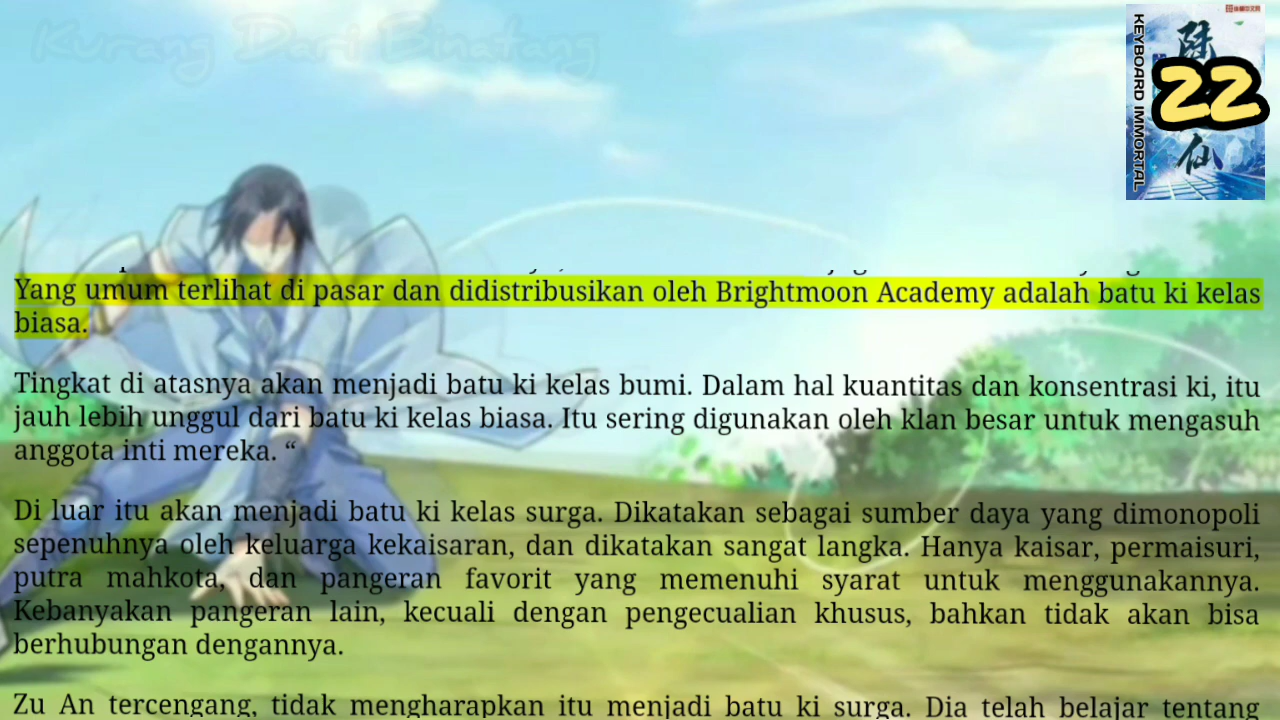 Kurang Dari Bintang
KEYBOARD IMMORTAL
22
仙
Yang umum terlihat di pasar dan didistribusikan oleh Brightmoon Academy adalah batu ki kelas
biasa.
Tingkat di atasnya akan menjadi batu ki kelas bumi. Dalam hal kuantitas dan konsentrasi ki, itu
jauh lebih unggul dari batu ki kelas biasa. Itu sering digunakan oleh klan besar untuk mengasuh
anggota inti mereka. “
Di luar itu akan menjadi batu ki kelas surga. Dikatakan sebagai sumber daya yang dimonopoli
sepenuhnya oleh keluarga kekaisaran, dan dikatakan sangat langka. Hanya kaisar, permaisuri,
putra mahkota, dan pangeran favorit yang memenuhi syarat untuk menggunakannya.
Kebanyakan pangeran lain, kecuali dengan pengecualian khusus, bahkan tidak akan bisa
berhubungan dengannya.
Zu An tercengang, tidak mengharapkan itu menjadi batu ki surga. Dia telah belajar tentang